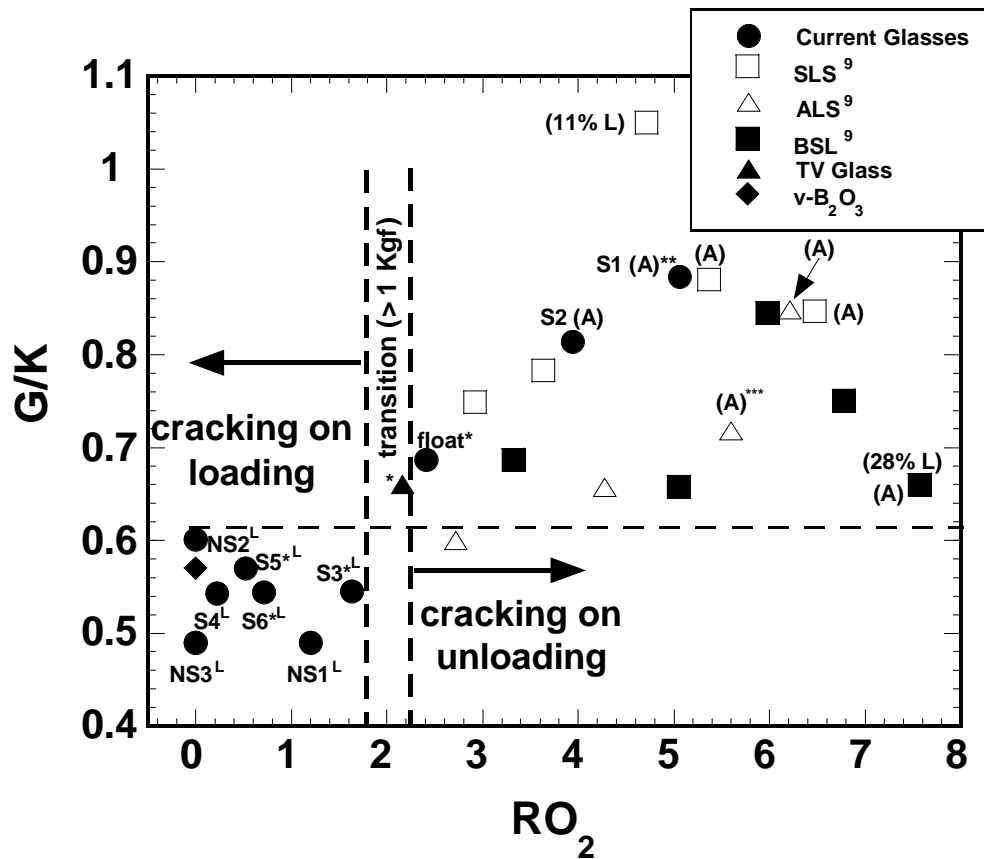 Current Glasses
SLS 9
ALS 9
BSL 9
TV Glass
v-B2O3
1.1
1
0.9
0.8
0.7
0.6
0.5
0.4
G/K
(11% L)
transition (> 1 Kgf)
S1 (A)**
(A)
(A)
(A)
S2 (A)
(A)***
cracking on
loading
float*
*
(28% L)
(A)
NS2L
S5*L
S3*L
S4L
S6*L
NS3L
NS1L
cracking on
unloading
0 1 2 3 4 5 6 7 8
RO2